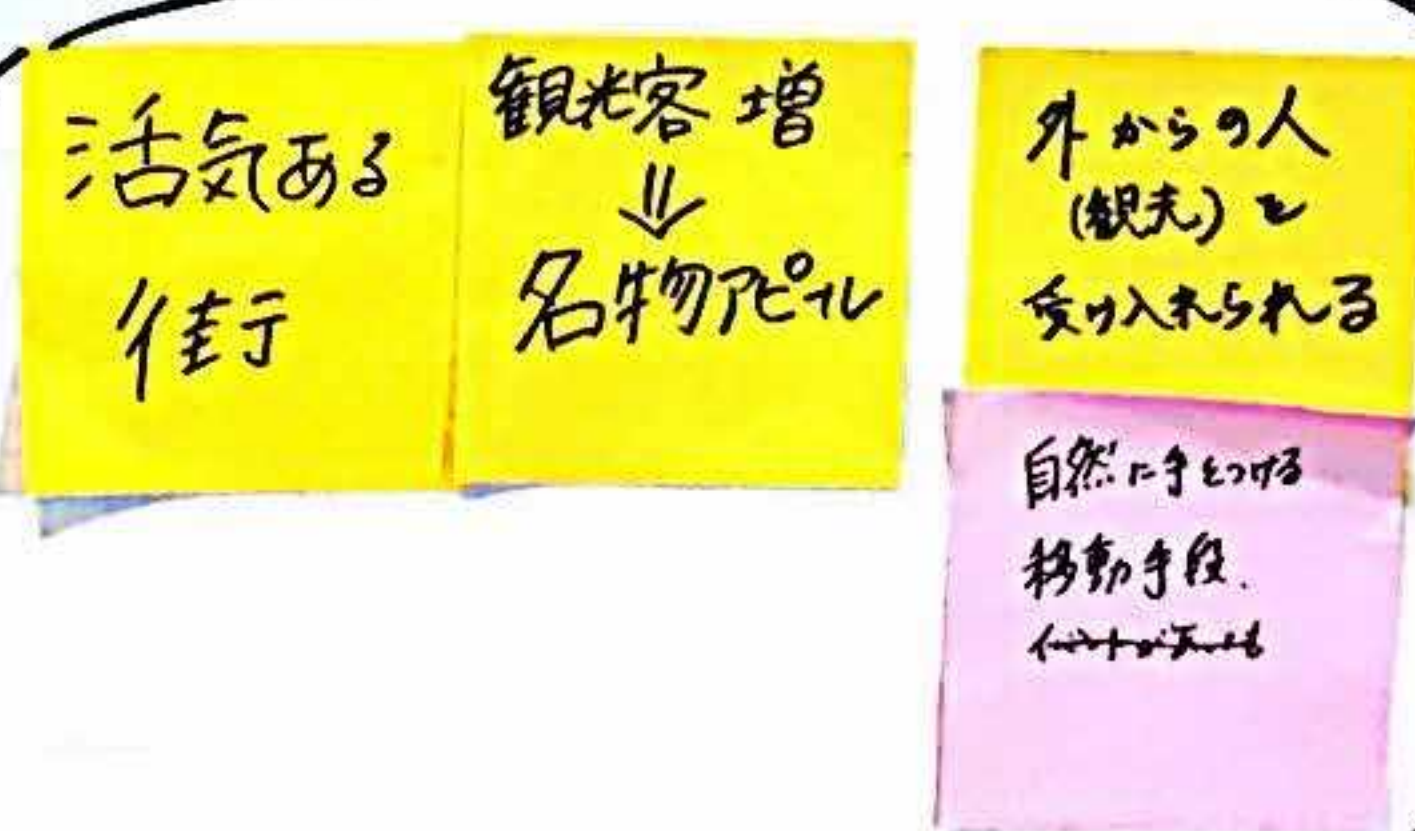 活気ある
街
観光客 増
⇓
名物アピール
外からの人
(観光)を
受け入れられる
自然に手をつける
移動手段.